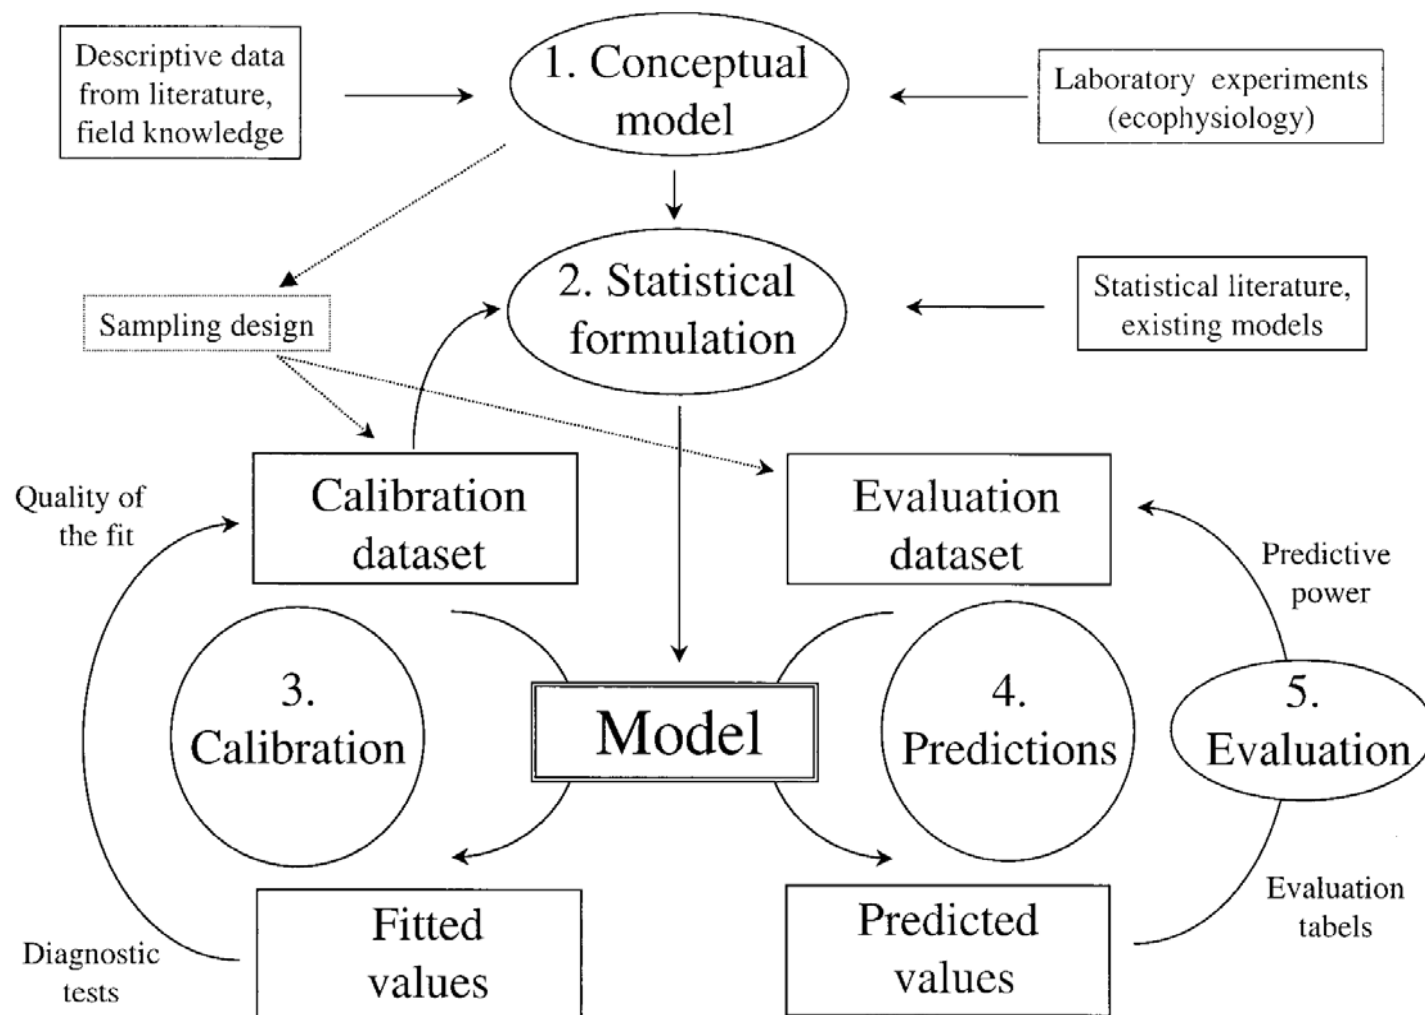 Descriptive data
from literature,
field knowledge
1. Conceptual
model
Laboratory experiments
(ecophysiology)
Sampling design
2. Statistical
formulation
Statistical literature,
existing models
Quality of
the fit
Calibration
dataset
Evaluation
dataset
Predictive
power
3.
Calibration
Model
4.
Predictions
5.
Evaluation
Diagnostic
tests
Fitted
values
Predicted
values
Evaluation
tabels